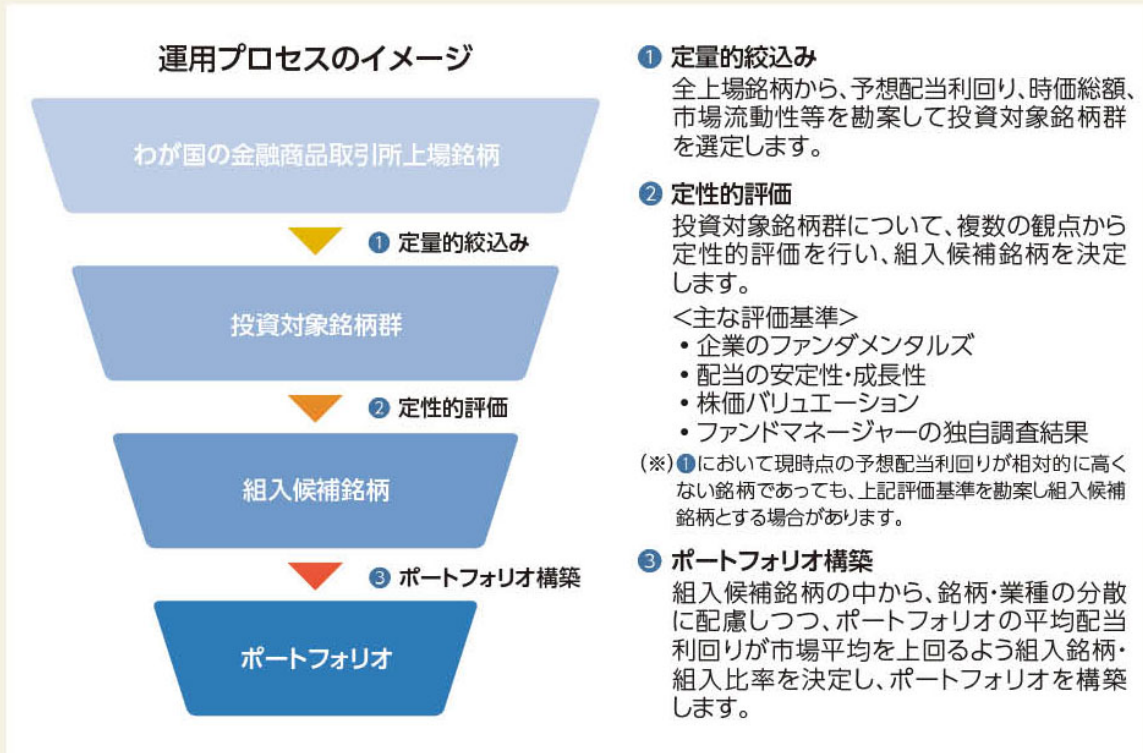 運用プロセスのイメージ
わが国の金融商品取引所上場銘柄
❶ 定量的絞込み
投資対象銘柄群
❷ 定性的評価
組入候補銘柄
❸ ポートフォリオ構築
ポートフォリオ
❶ 定量的絞込み
全上場銘柄から、予想配当利回り、時価総額、
市場流動性等を勘案して投資対象銘柄群
を選定します。
❷ 定性的評価
投資対象銘柄群について、複数の観点から
定性的評価を行い、組入候補銘柄を決定
します。
＜主な評価基準＞
• 企業のファンダメンタルズ
• 配当の安定性・成長性
• 株価バリュエーション
• ファンドマネージャーの独自調査結果
(※)❶において現時点の予想配当利回りが相対的に高く
ない銘柄であっても、上記評価基準を勘案し組入候補
銘柄とする場合があります。
❸ ポートフォリオ構築
組入候補銘柄の中から、銘柄・業種の分散
に配慮しつつ、ポートフォリオの平均配当
利回りが市場平均を上回るよう組入銘柄・
組入比率を決定し、ポートフォリオを構築
します。